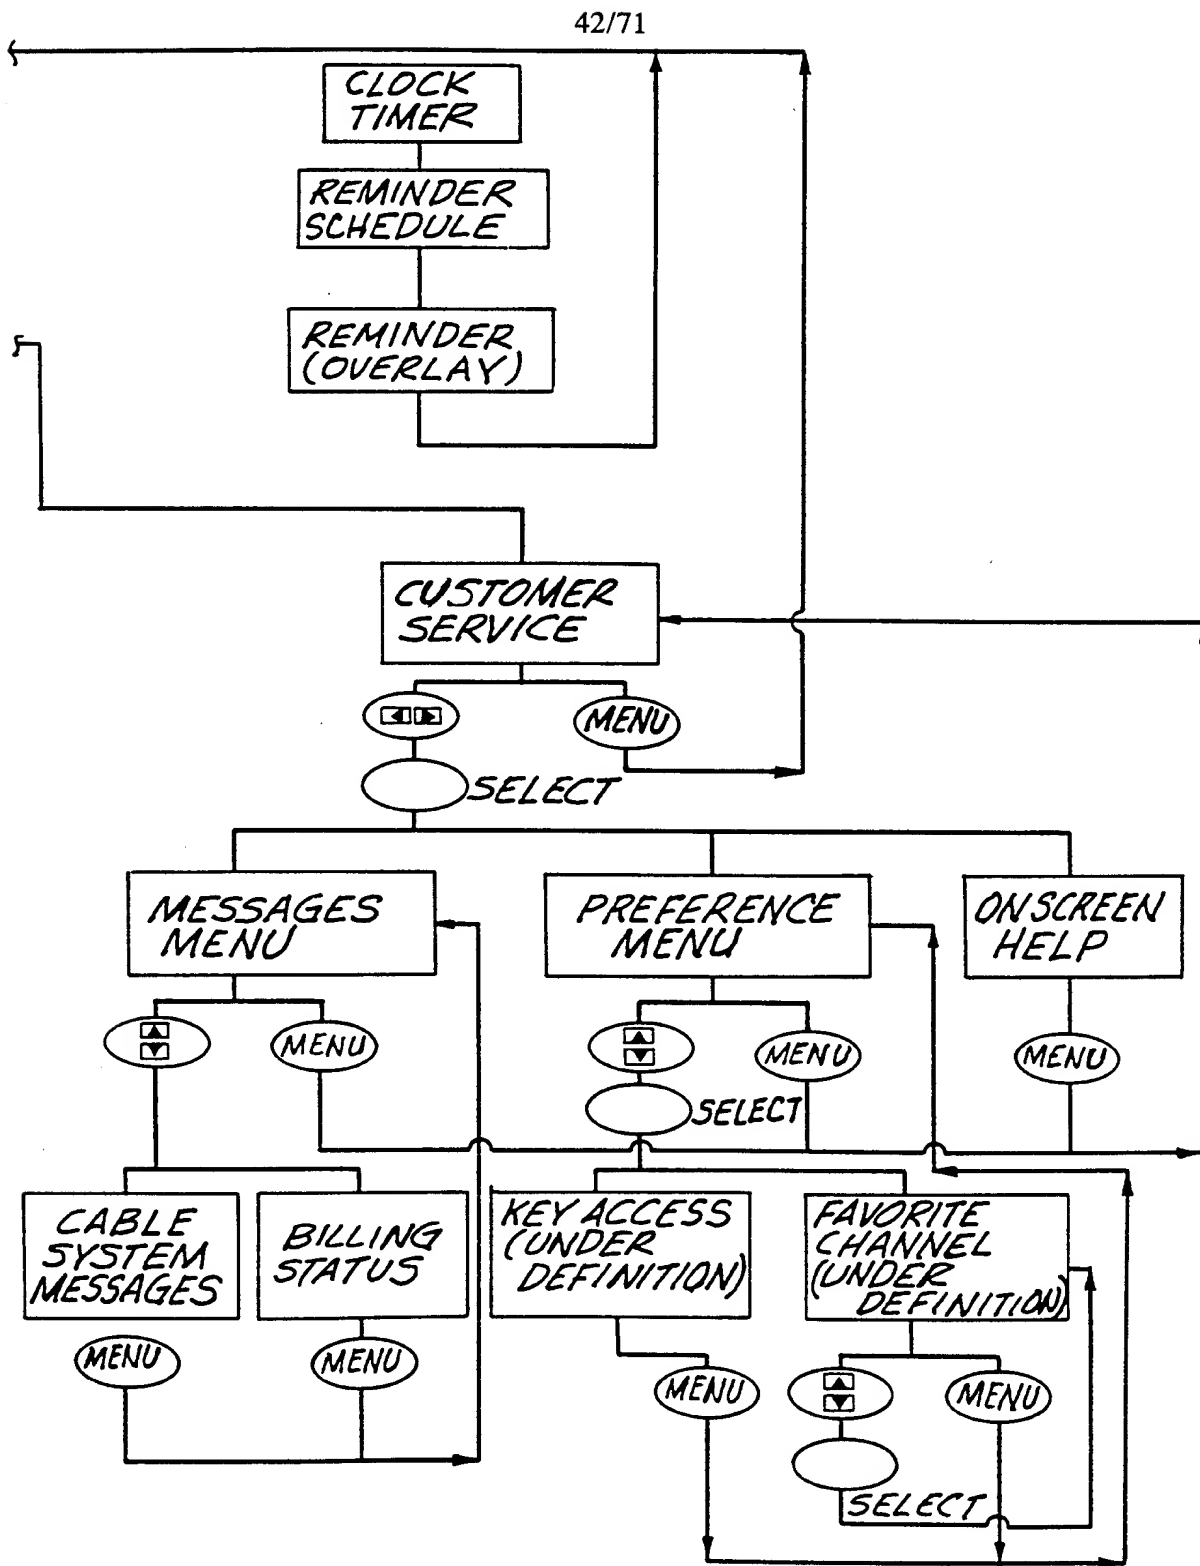 42/71
CLOCK
TIMER
REMINDER
SCHEDULE
REMINDER
(OVERLAY)
CUSTOMER
SERVICE
MENU
SELECT
MESSAGES
MENU
PREFERENCE
MENU
ONSCREEN
HELP
MENU
MENU
MENU
SELECT
CABLE
SYSTEM
MESSAGES
BILLING
STATUS
KEY ACCESS
(UNDER
DEFINITION)
FAVORITE
CHANNEL
(UNDER
DEFINITION)
MENU
MENU
MENU
MENU
SELECT